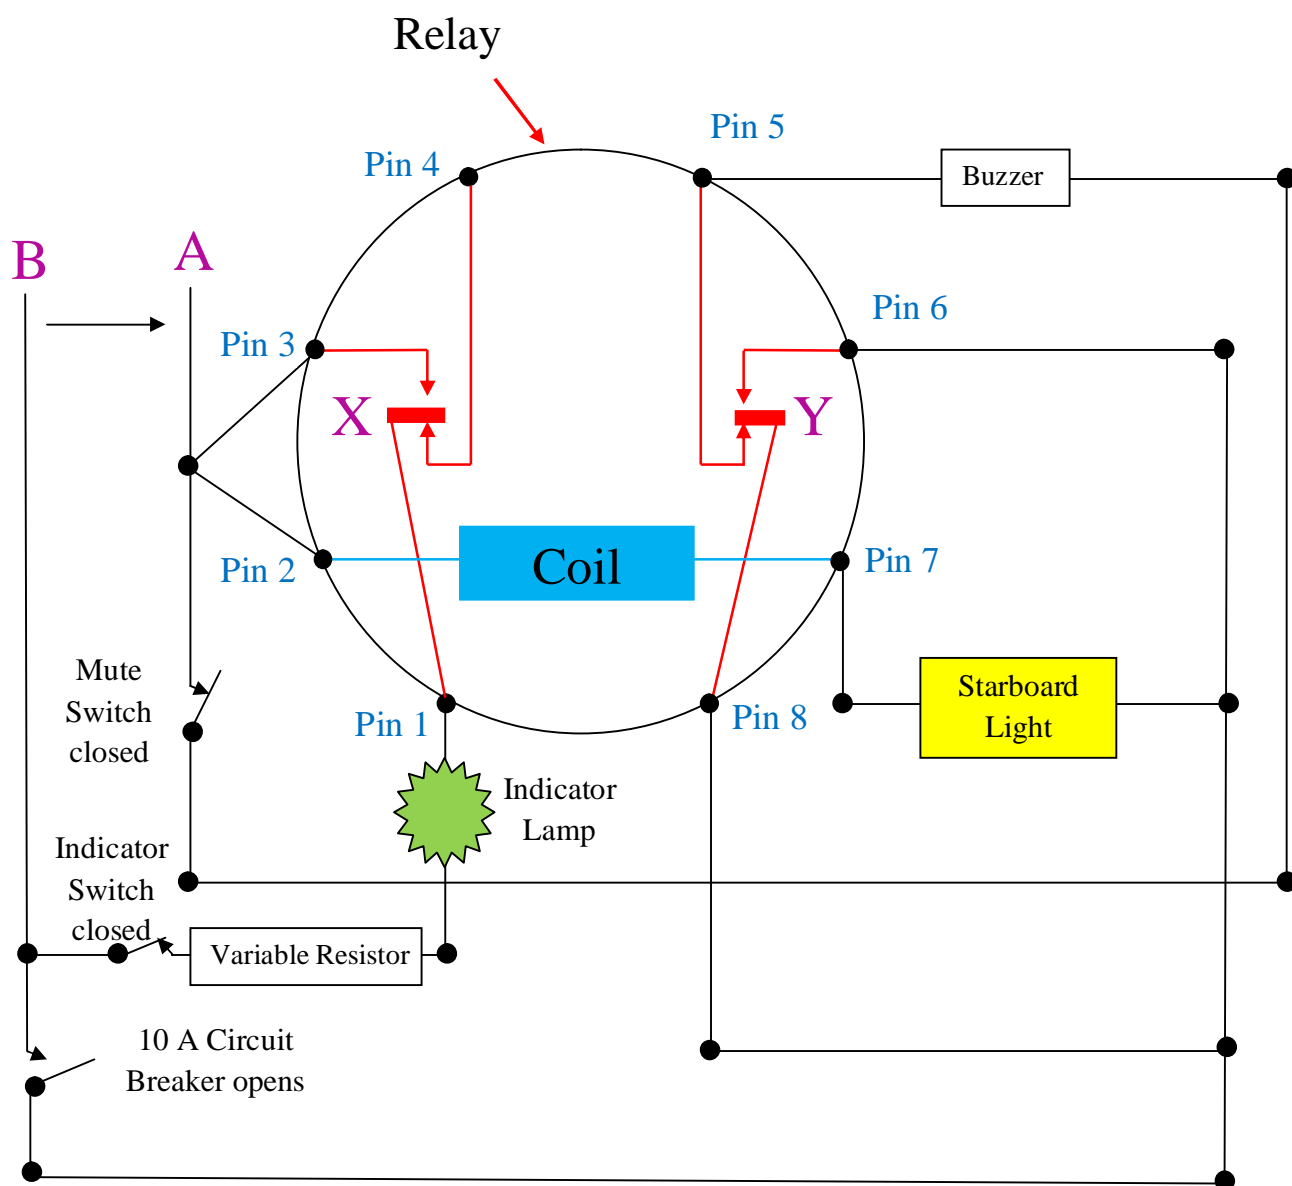 Relay
Pin 4
Pin 5
Buzzer
B
A
Pin 3
Pin 6
X
Y
Pin 2
Coil
Pin 7
Mute
Switch
closed
Pin 1
Pin 8
Starboard
Light
Indicator
Lamp
Indicator
Switch
closed
Variable Resistor
10 A Circuit
Breaker opens